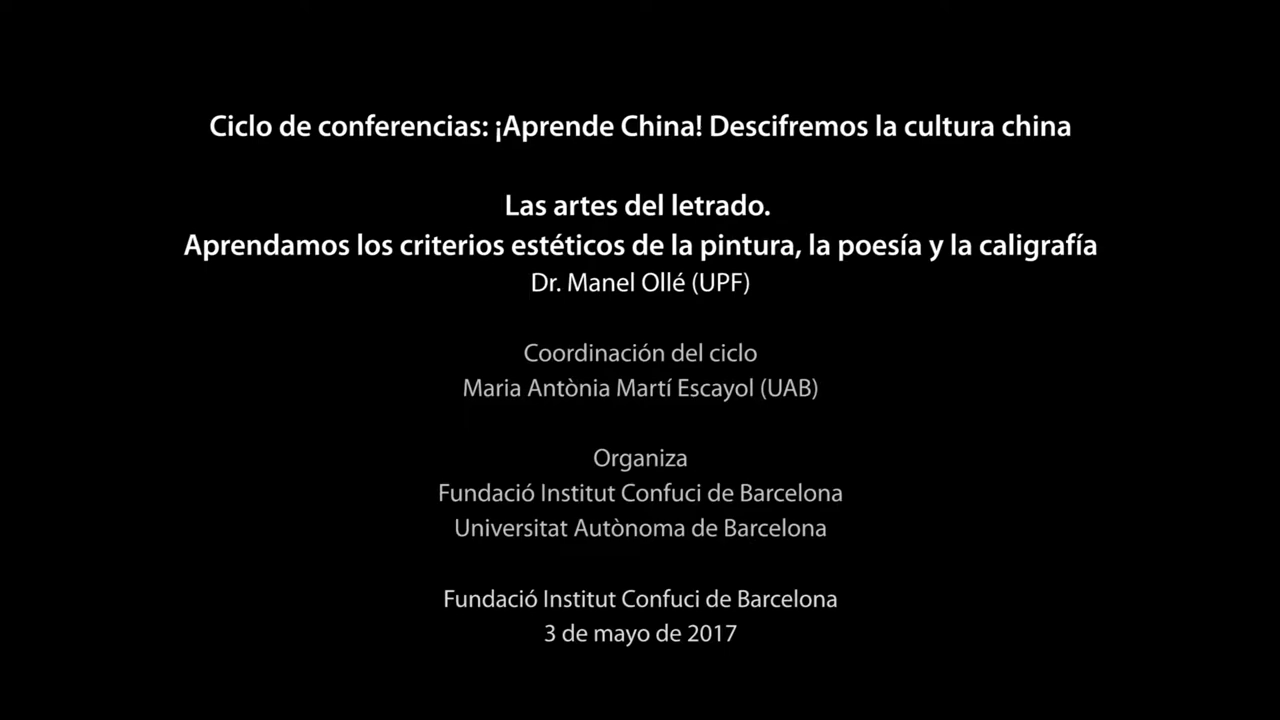 Ciclo de conferencias: ¡Aprende China! Descifremos la cultura china
Las artes del letrado.
Aprendamos los criterios estéticos de la pintura, la poesía y la caligrafía
Dr. Manel Ollé (UPF)
Coordinación del ciclo
Maria Antònia Martí Escayol (UAB)
Organiza
Fundació Institut Confuci de Barcelona
Universitat Autònoma de Barcelona
Fundació Institut Confuci de Barcelona
3 de mayo de 2017